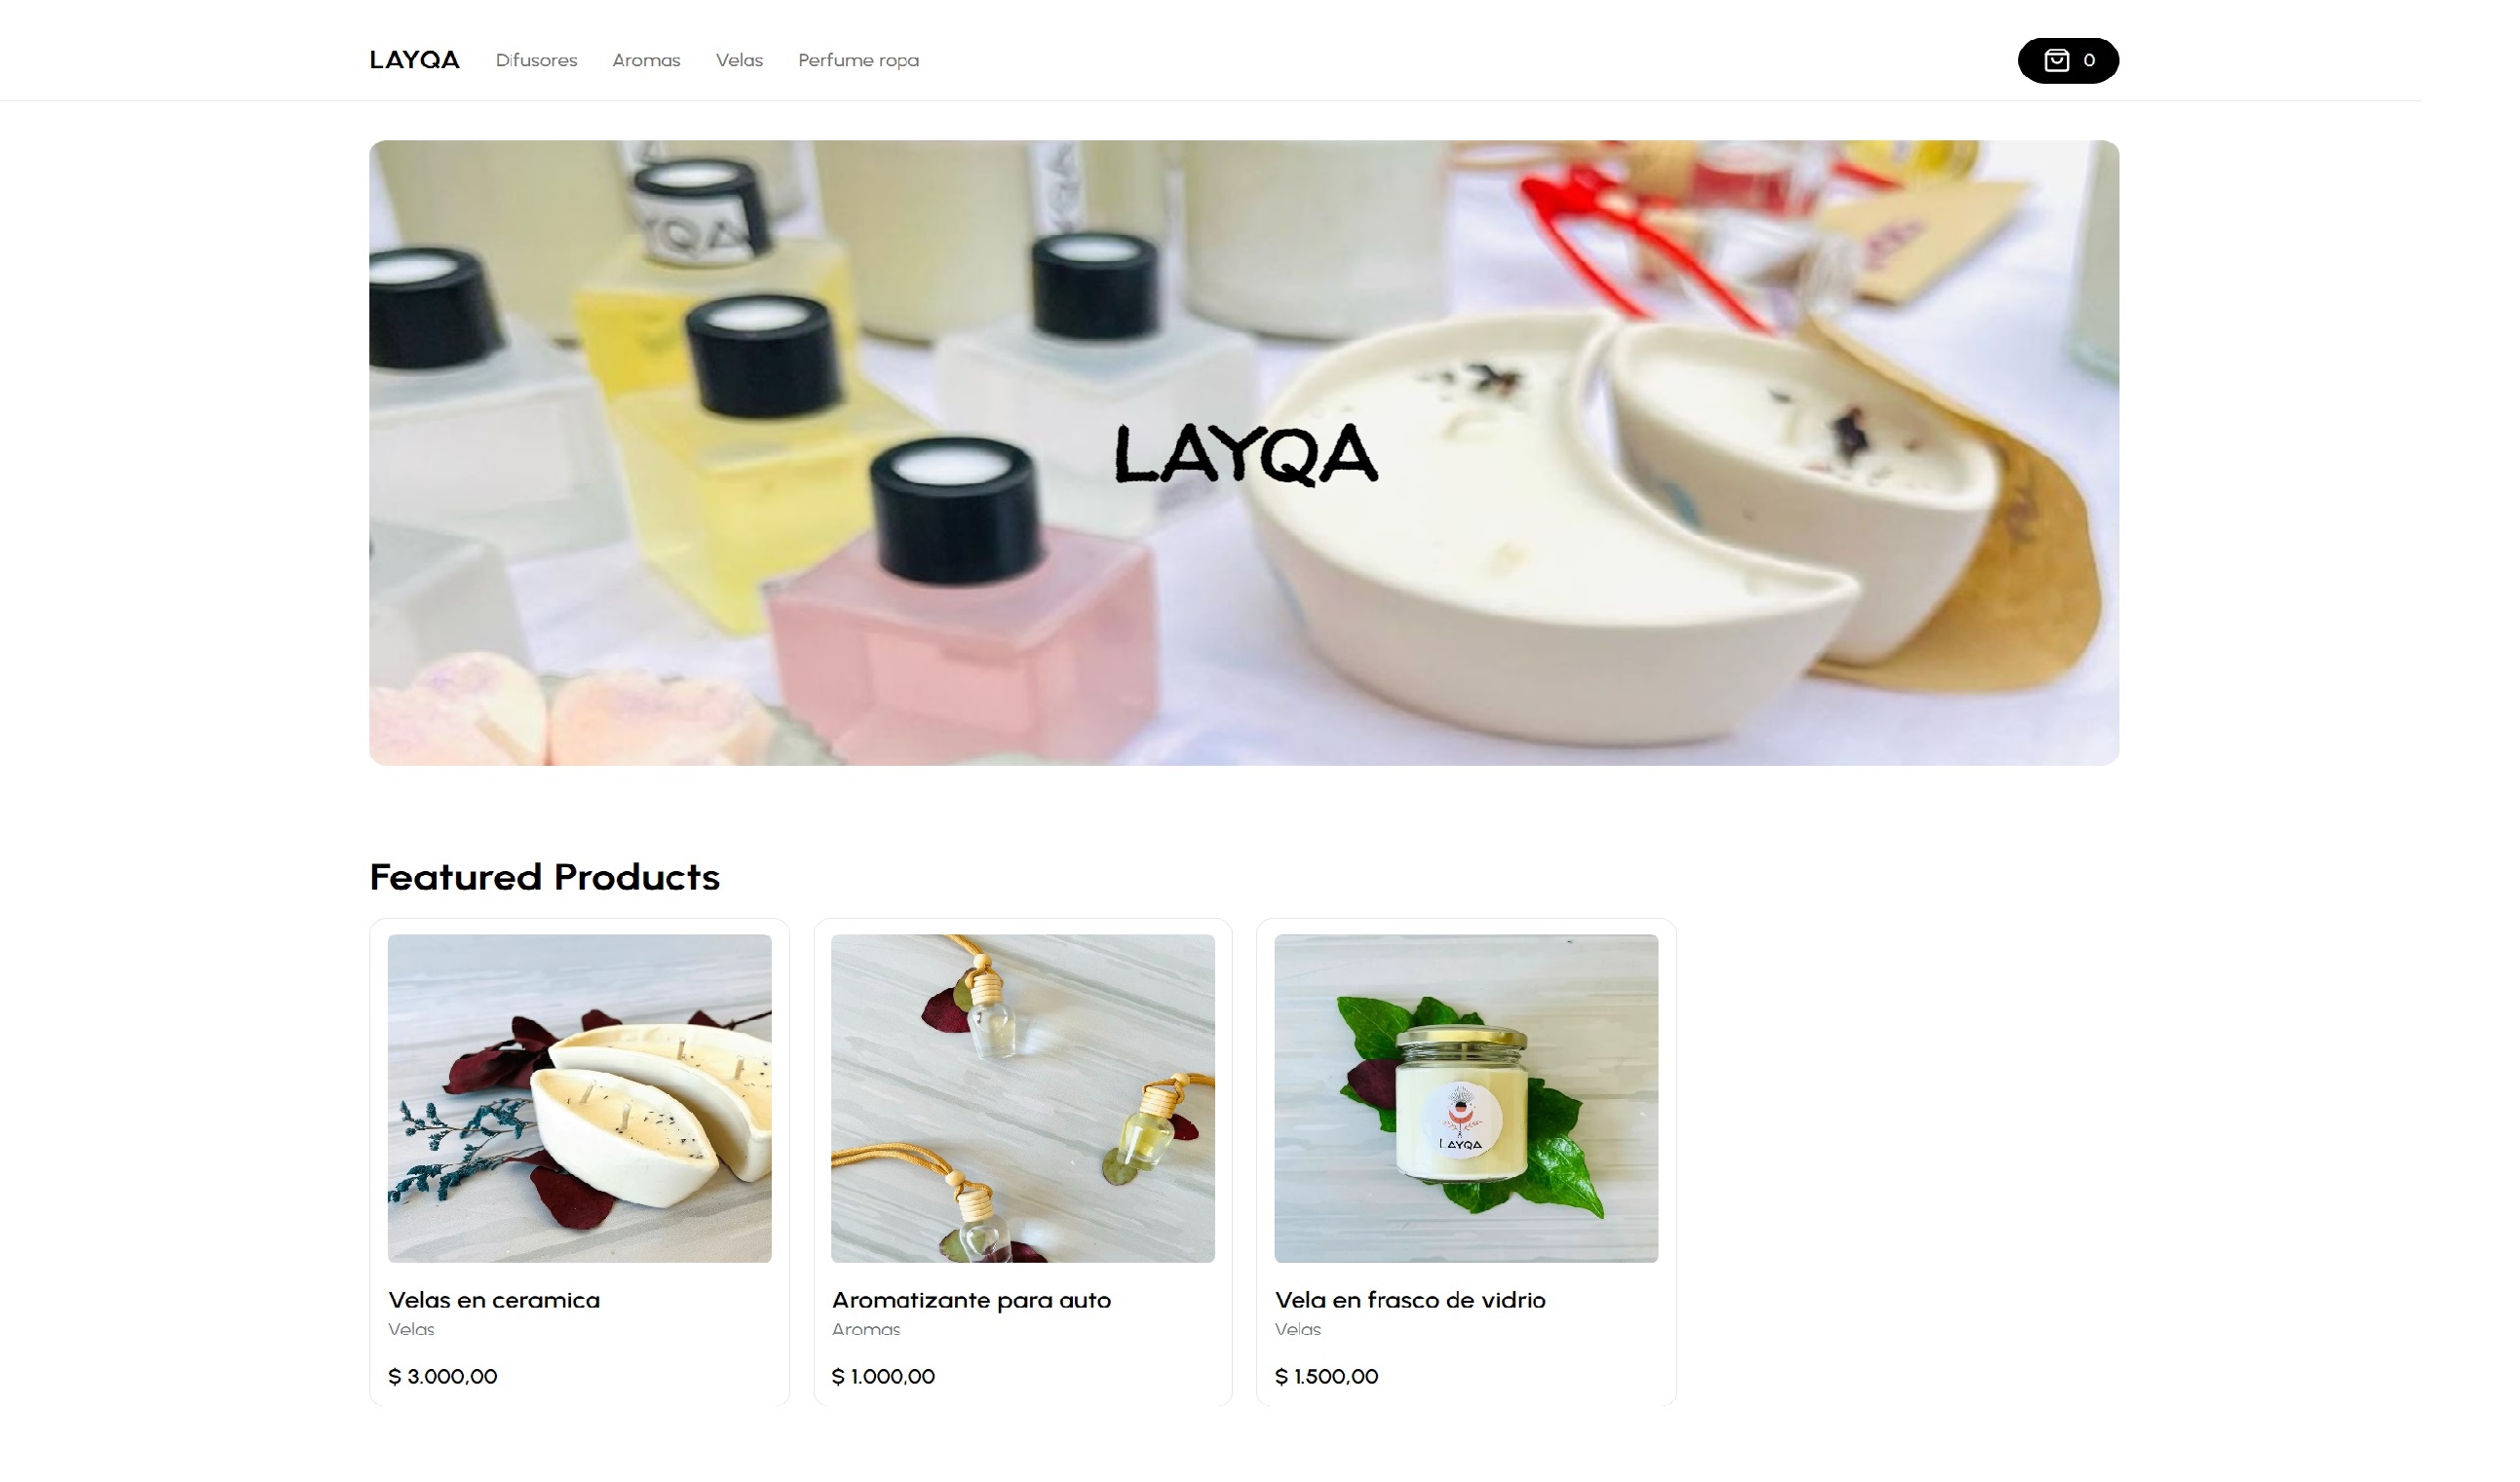 LAYQA Difusores Aromas Velas Perfume ropa 0
YQA
LAYQA
Featured Products
LAYQA
Velas en ceramica
Velas
$ 3.000,00
Aromatizante para auto
Aromas
$ 1.000,00
Vela en frasco de vidrio
Velas
$ 1.500,00